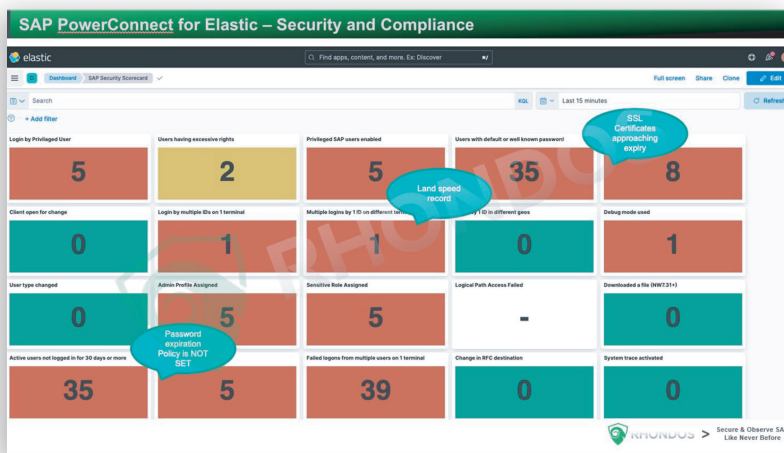 SAP PowerConnect for Elastic – Security and Compliance
elastic
Find apps, content, and more. Ex: Discover
⌘/
D
Dashboard
SAP Security Scorecard
Full screen
Share
Clone
Edit
Search
KQL
Last 15 minutes
Refresh
+ Add filter
Login by Privilaged User
Users having excessive rights
Privileged SAP users enabled
Users with default or well known password
SSL
Certificates
approaching
expiry
5
2
5
35
8
Land speed
record
Client open for change
Login by multiple IDs on 1 terminal
Multiple logins by 1 ID on different
by 1 ID in different geos
Debug mode used
0
1
1
0
1
RHONDOS
User type changed
Admin Profile Assigned
Sensitive Role Assigned
Logical Path Access Failed
Downloaded a file (NW7.31+)
0
5
5
-
0
Password
expiration
Policy is NOT
SET
Active users not logged in for 30 days or more
Failed logons from multiple users on 1 terminal
Change in RFC destination
System trace activated
35
5
39
0
0
RHONDOS >
Secure & Observe SA
Like Never Before